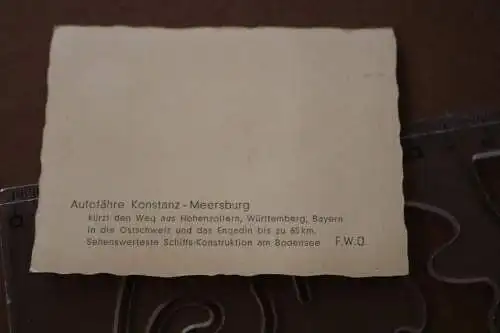 Autofähre Konstanz - Meersburg
kürzt den Weg aus Hohenzollern, Württemberg, Bayern
in die Ostschweiz und das Engadin bis zu 65 km.
Sehenswerteste Schiffs-Konstruktion am Bodensee F.W.D.